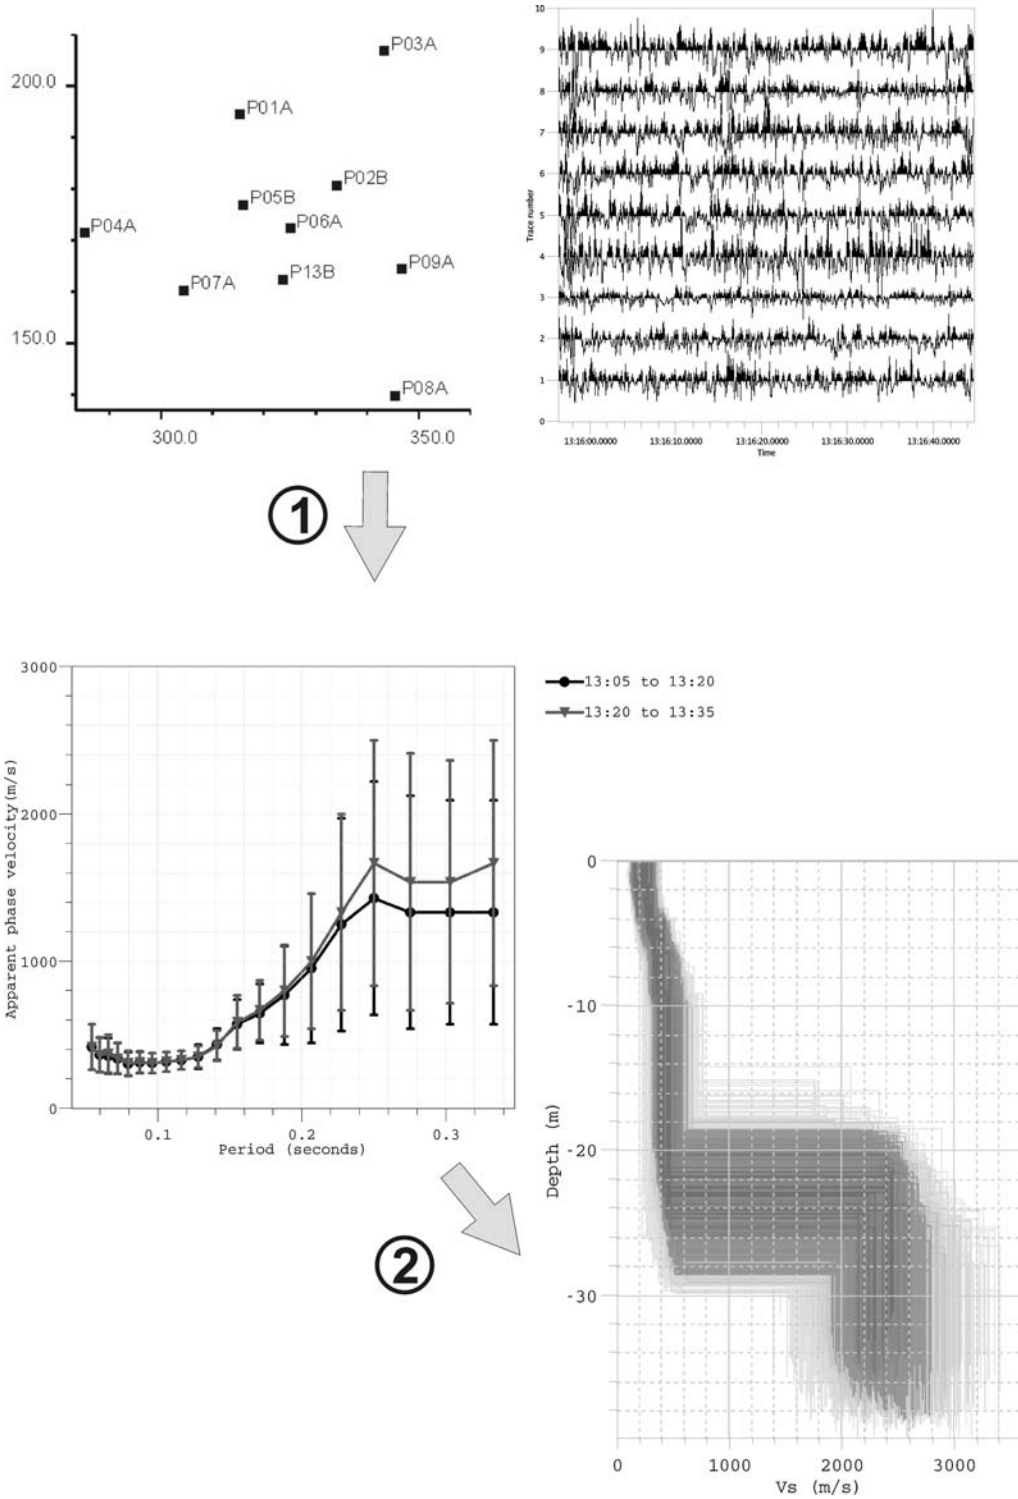 P03A
200.0
P01A
P02B
P05B
P04A
P06A
P09A
P13B
P07A
150.0
P08A
300.0
350.0
10
9
8
7
6
5
4
3
2
1
0
Trace number
13:16:00.0000
13:16:10.0000
13:16:20.0000
13:16:30.0000
13:16:40.0000
Time
1
3000
2000
1000
0
Apparent phase velocity(m/s)
0.1
0.2
0.3
Period (seconds)
13:05 to 13:20
13:20 to 13:35
2
0
-10
-20
-30
Depth (m)
0
1000
2000
3000
Vs (m/s)